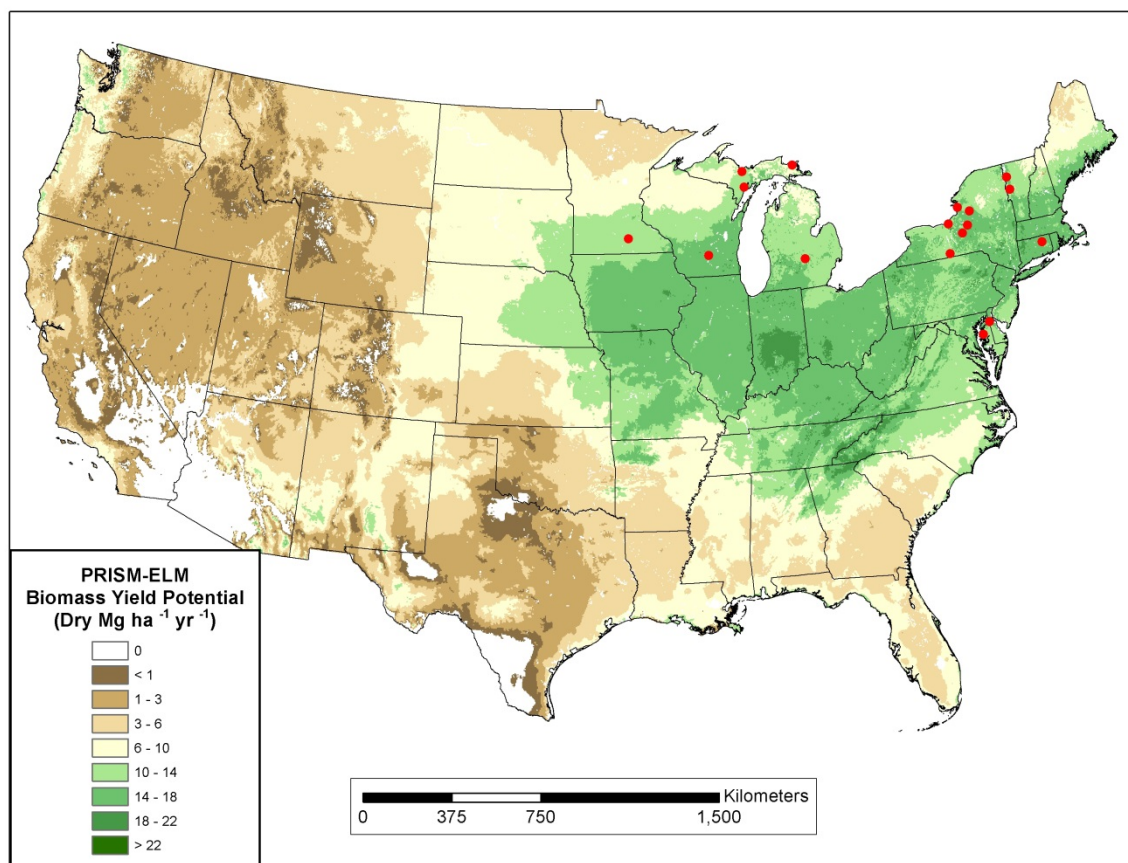 PRISM-ELM
Biomass Yield Potential
(Dry Mg ha -1 yr -1)
0
< 1
1 - 3
3 - 6
6 - 10
10 - 14
14 - 18
18 - 22
> 22
Kilometers
0 375 750 1,500